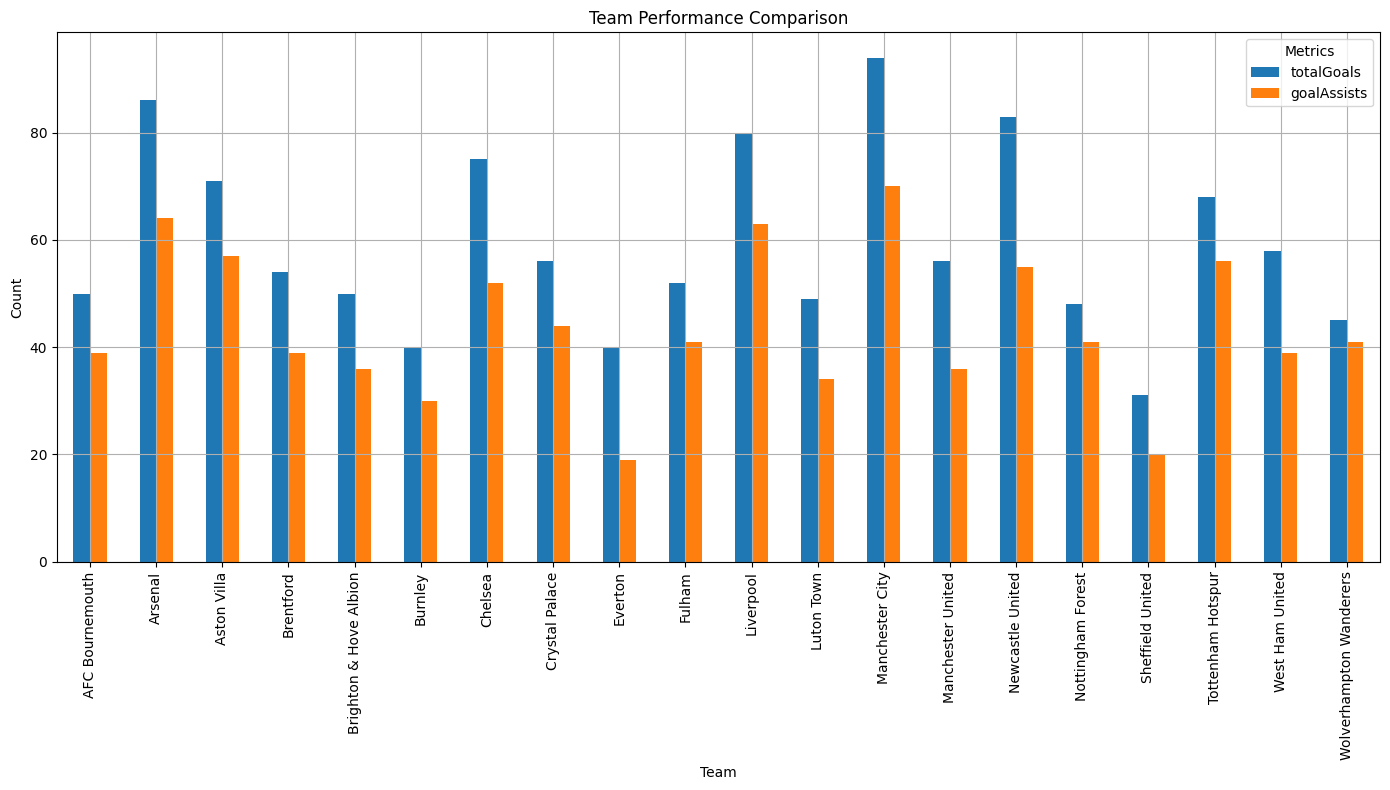 Team Performance Comparison
Metrics
totalGoals
goalAssists
Count
80
60
40
20
0
AFC Bournemouth
Arsenal
Aston Villa
Brentford
Brighton & Hove Albion
Burnley
Chelsea
Crystal Palace
Everton
Fulham
Liverpool
Luton Town
Manchester City
Manchester United
Newcastle United
Nottingham Forest
Sheffield United
Tottenham Hotspur
West Ham United
Wolverhampton Wanderers
Team